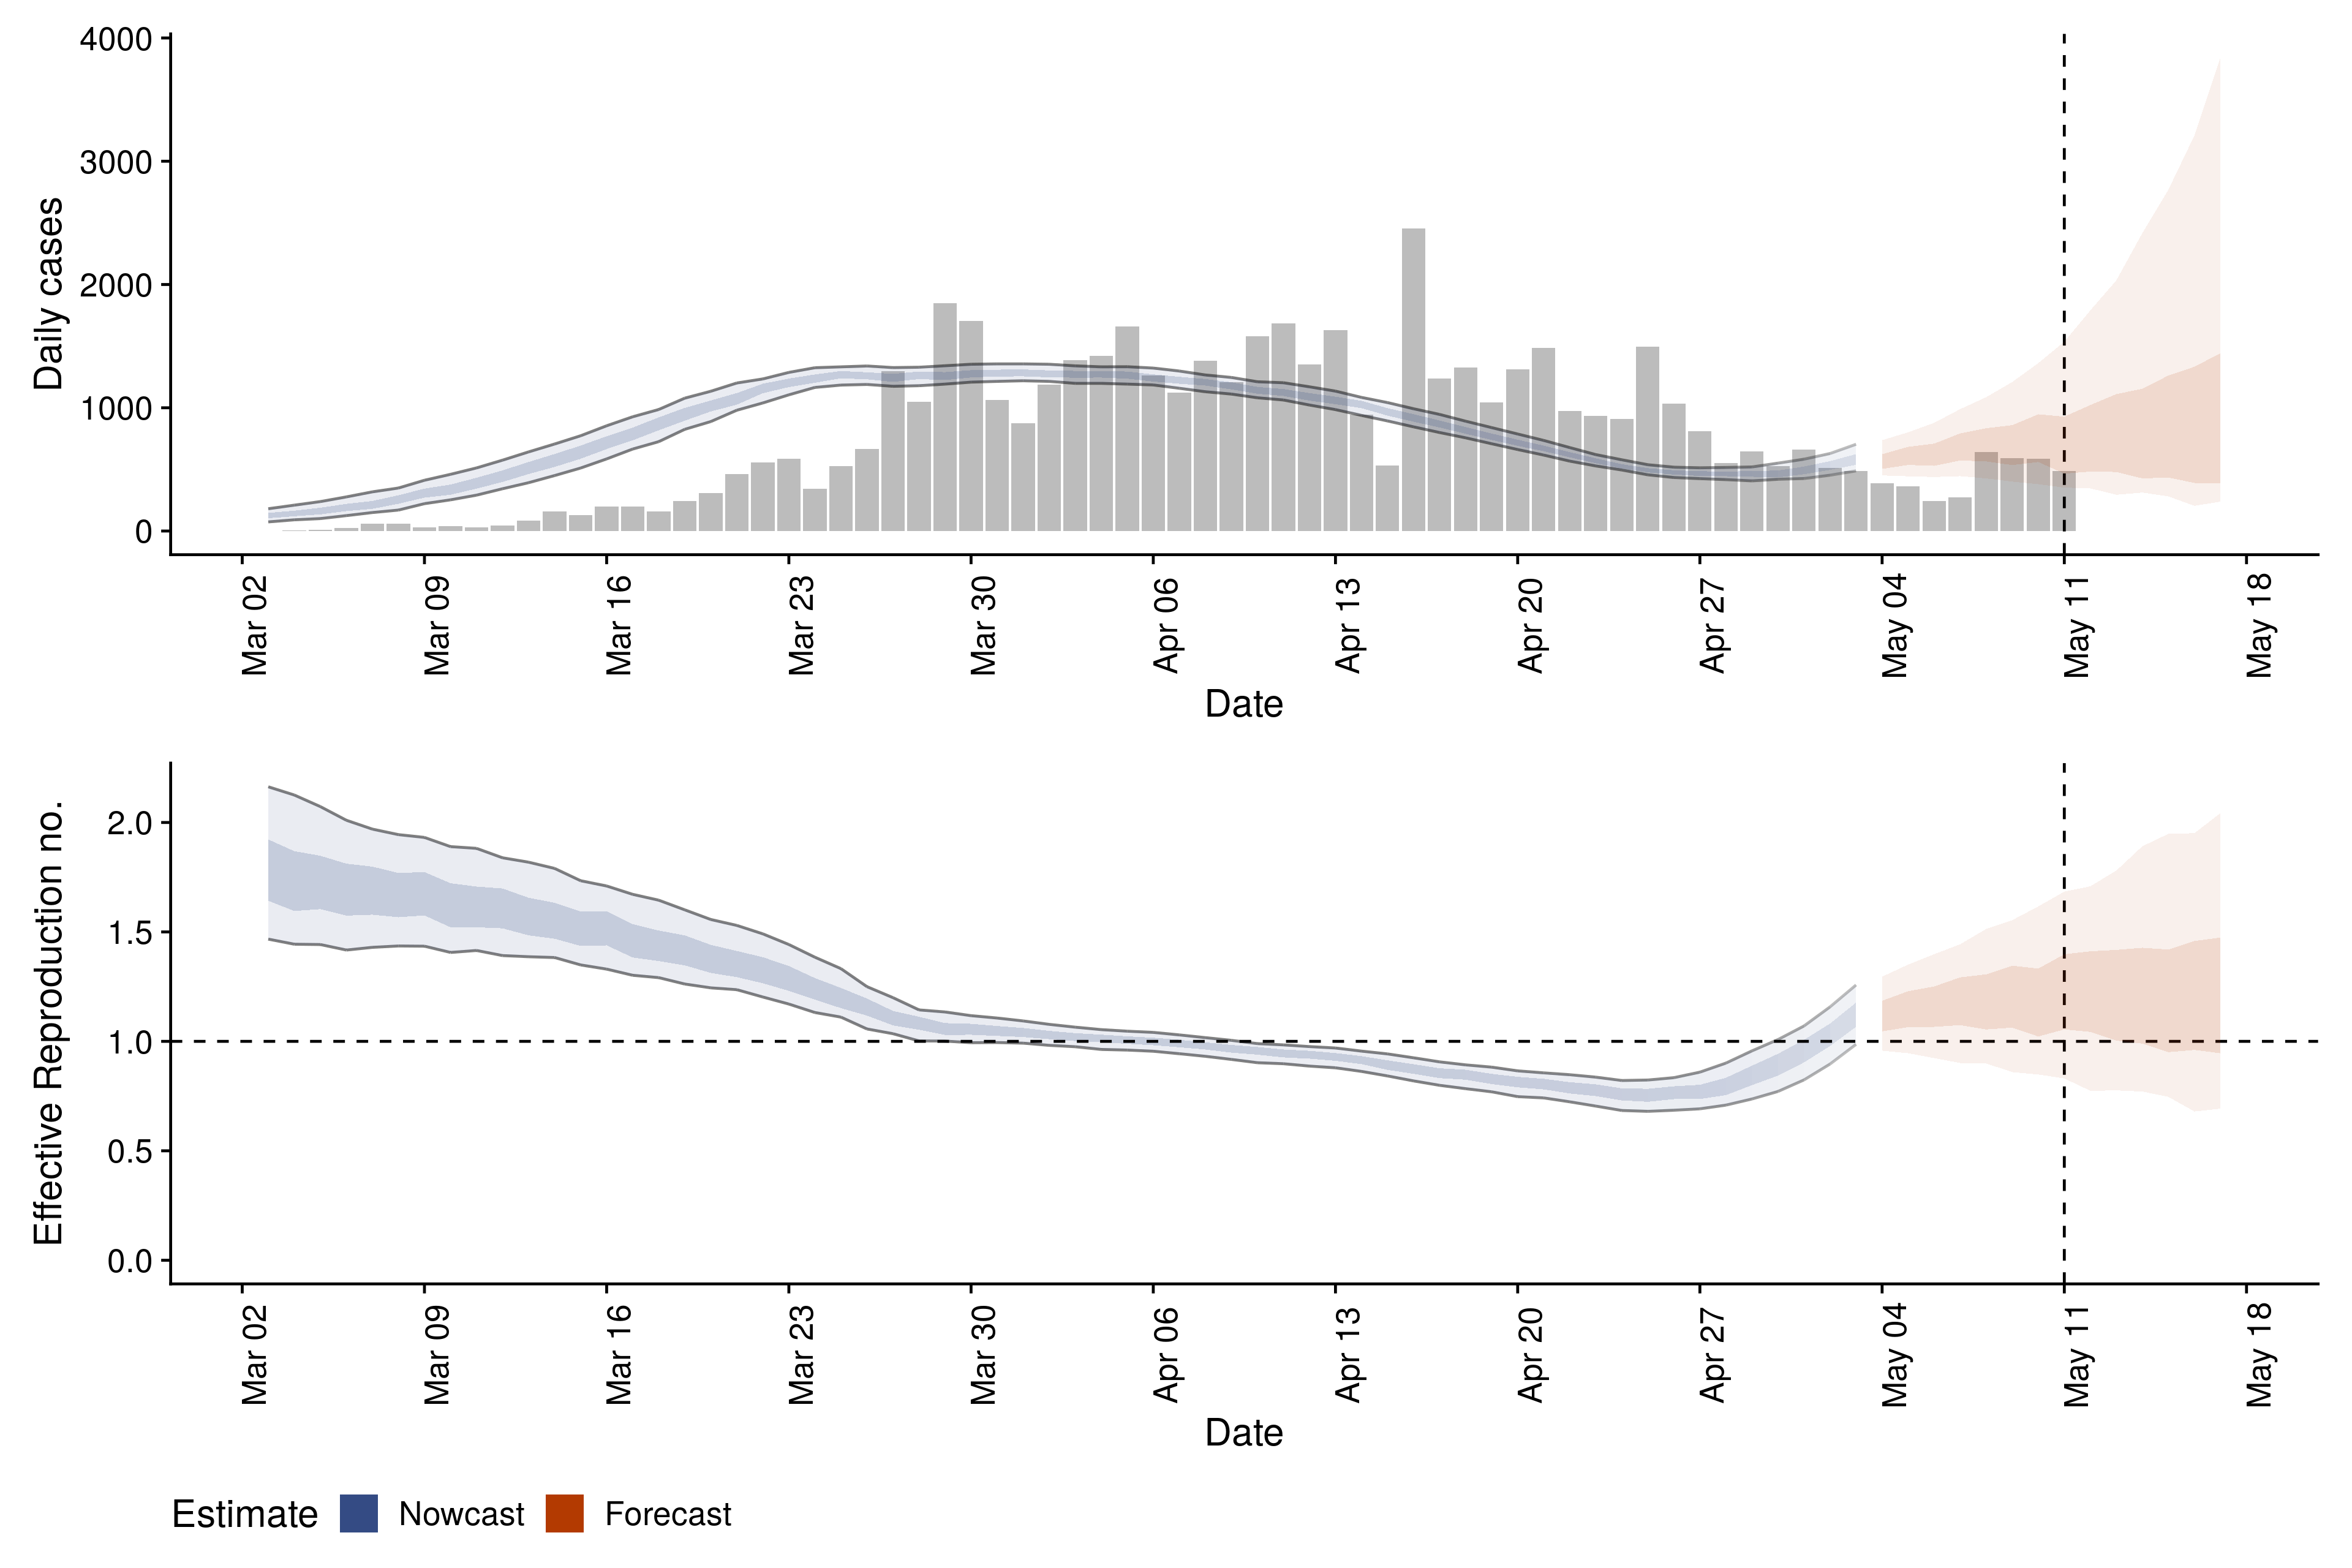 4000
3000
2000
1000
0
Daily cases
Mar 02
Mar 09
Mar 16
Mar 23
Mar 30
Apr 06
Apr 13
Apr 20
Apr 27
May 04
May 11
May 18
Date
2.0
1.5
1.0
0.5
0.0
Effective Reproduction no.
Mar 02
Mar 09
Mar 16
Mar 23
Mar 30
Apr 06
Apr 13
Apr 20
Apr 27
May 04
May 11
May 18
Date
Estimate Nowcast Forecast